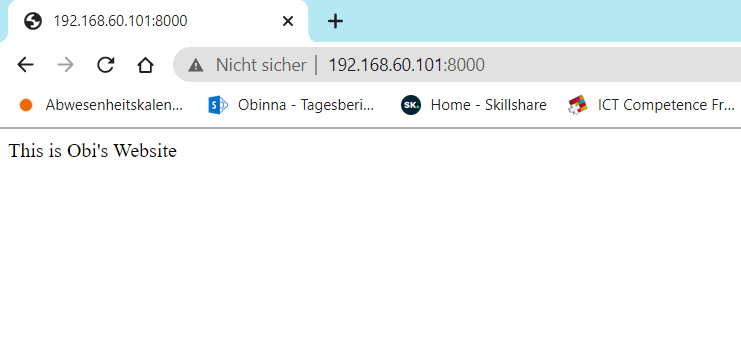 192.168.60.101:8000
Nicht sicher | 192.168.60.101:8000
Abwesenheitskalen... Obinna - Tagesberi... SK. Home - Skillshare ICT Competence Fr...
This is Obi's Website